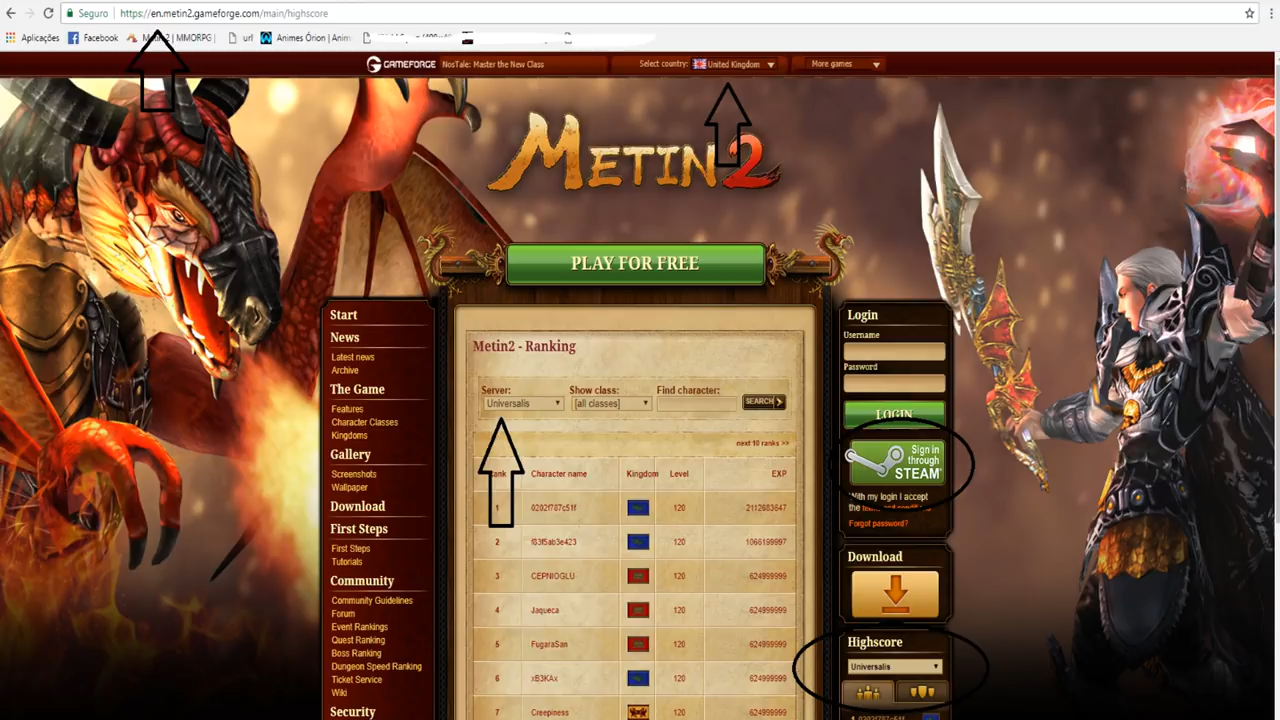 Seguro https://en.metin2.gameforge.com/main/highscore
Aplicações Facebook | MMORPG | url Animes Órion | Anim
GAMEFORGE NosTale: Master the New Class Select country: United Kingdom More games
METIN2
PLAY FOR FREE
Start
News
Latest news
Archive
The Game
Features
Character Classes
Kingdoms
Gallery
Screenshots
Wallpaper
Download
First Steps
First Steps
Tutorials
Community
Community Guidelines
Forum
Event Rankings
Quest Ranking
Boss Ranking
Dungeon Speed Ranking
Ticket Service
Wiki
Security
Metin2 - Ranking
Server: Show class: Find character:
Universalis [all classes] SEARCH
next 10 ranks >>
Rank Character name Kingdom Level EXP
1 0202f787c51f 120 2112683647
2 f83f5ab3e423 120 1066199997
3 CEPNIOGLU 120 624999999
4 Jaqueca 120 624999999
5 FugaraSan 120 624999999
6 xB3KAx 120 624999999
7 Creepiness 120 624999999
Login
Username
Password
LOGIN
Sign in
through
STEAM
With my login I accept
the
Forgot password?
Download
Highscore
Universalis
1 0202f787c51f